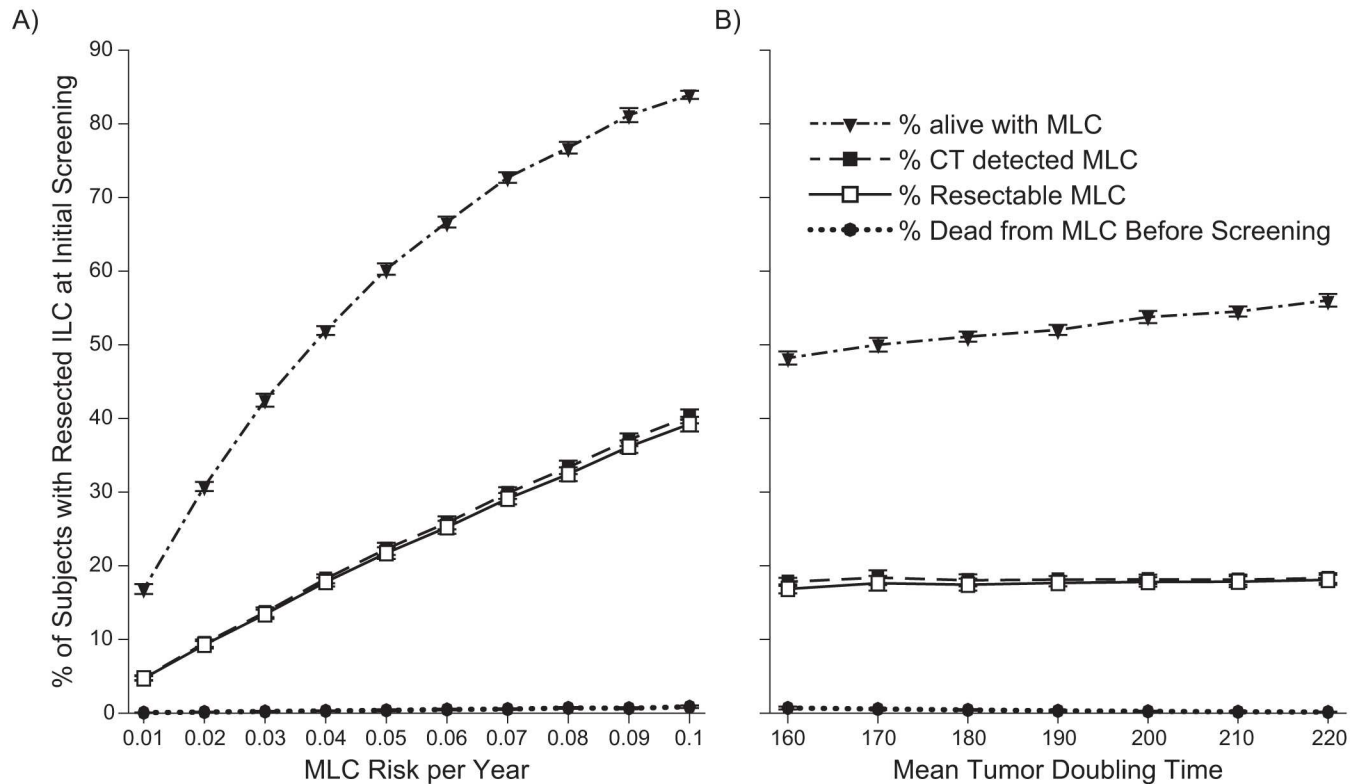 A)
% of Subjects with Resected ILC at Initial Screening
90
80
70
60
50
40
30
20
10
0
0.01 0.02 0.03 0.04 0.05 0.06 0.07 0.08 0.09 0.1
MLC Risk per Year
B)
% alive with MLC
% CT detected MLC
% Resectable MLC
% Dead from MLC Before Screening
160 170 180 190 200 210 220
Mean Tumor Doubling Time